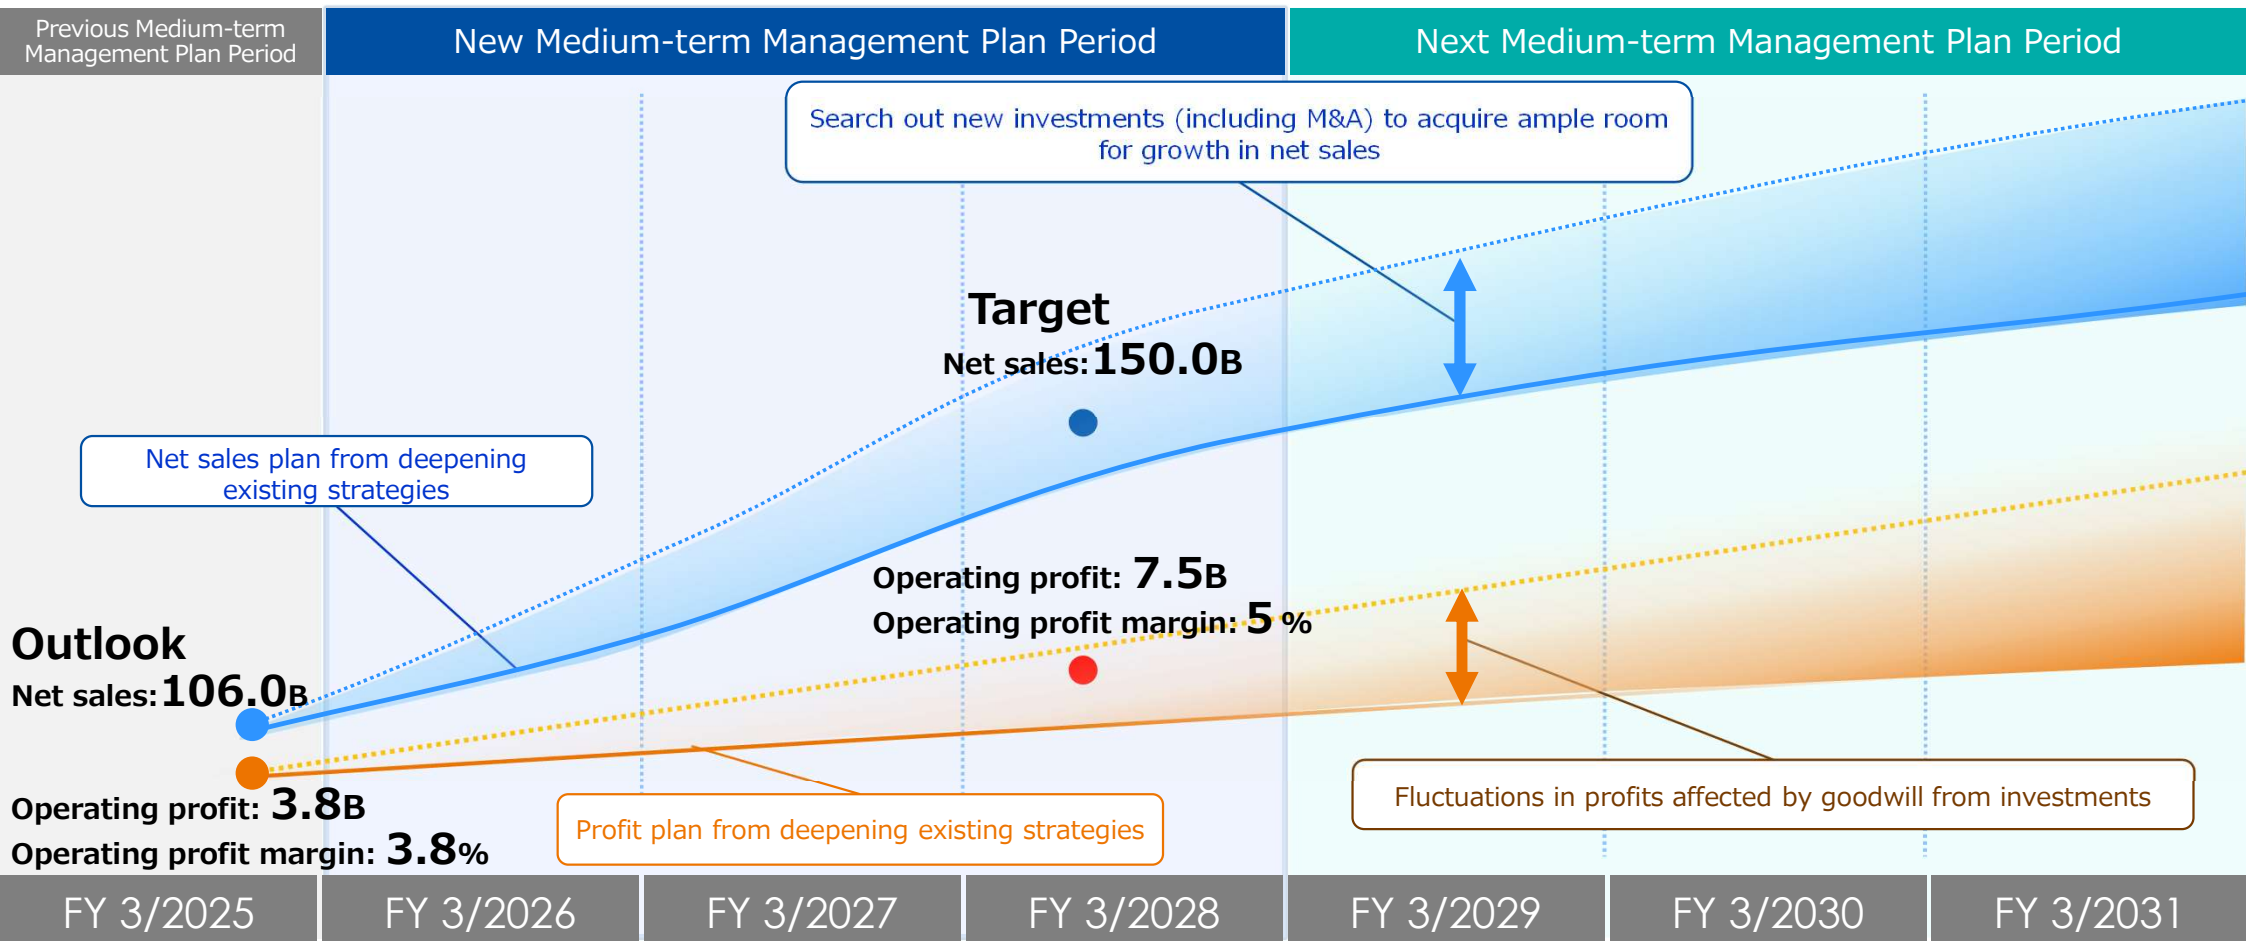 Previous Medium-term
Management Plan Period
New Medium-term Management Plan Period
Next Medium-term Management Plan Period
Search out new investments (including M&A) to acquire ample room
for growth in net sales
Target
Net sales: 150.0B
Net sales plan from deepening
existing strategies
Operating profit: 7.5B
Operating profit margin: 5 %
Outlook
Net sales: 106.0B
Operating profit: 3.8B
Operating profit margin: 3.8%
Profit plan from deepening existing strategies
Fluctuations in profits affected by goodwill from investments
FY 3/2025
FY 3/2026
FY 3/2027
FY 3/2028
FY 3/2029
FY 3/2030
FY 3/2031